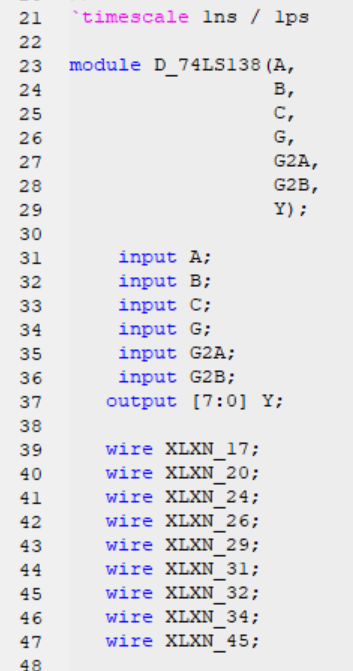 21 `timescale 1ns / 1ps
22
23 module D_74LS138(A,
24 B,
25 C,
26 G,
27 G2A,
28 G2B,
29 Y);
30
31 input A;
32 input B;
33 input C;
34 input G;
35 input G2A;
36 input G2B;
37 output [7:0] Y;
38
39 wire XLXN_17;
40 wire XLXN_20;
41 wire XLXN_24;
42 wire XLXN_26;
43 wire XLXN_29;
44 wire XLXN_31;
45 wire XLXN_32;
46 wire XLXN_34;
47 wire XLXN_45;
48